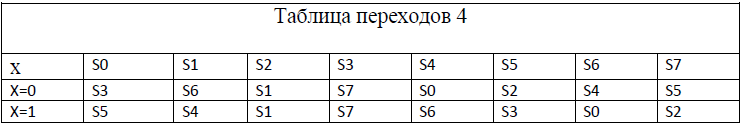 Таблица переходов 4
X S0 S1 S2 S3 S4 S5 S6 S7
X=0 S3 S6 S1 S7 S0 S2 S4 S5
X=1 S5 S4 S1 S7 S6 S3 S0 S2